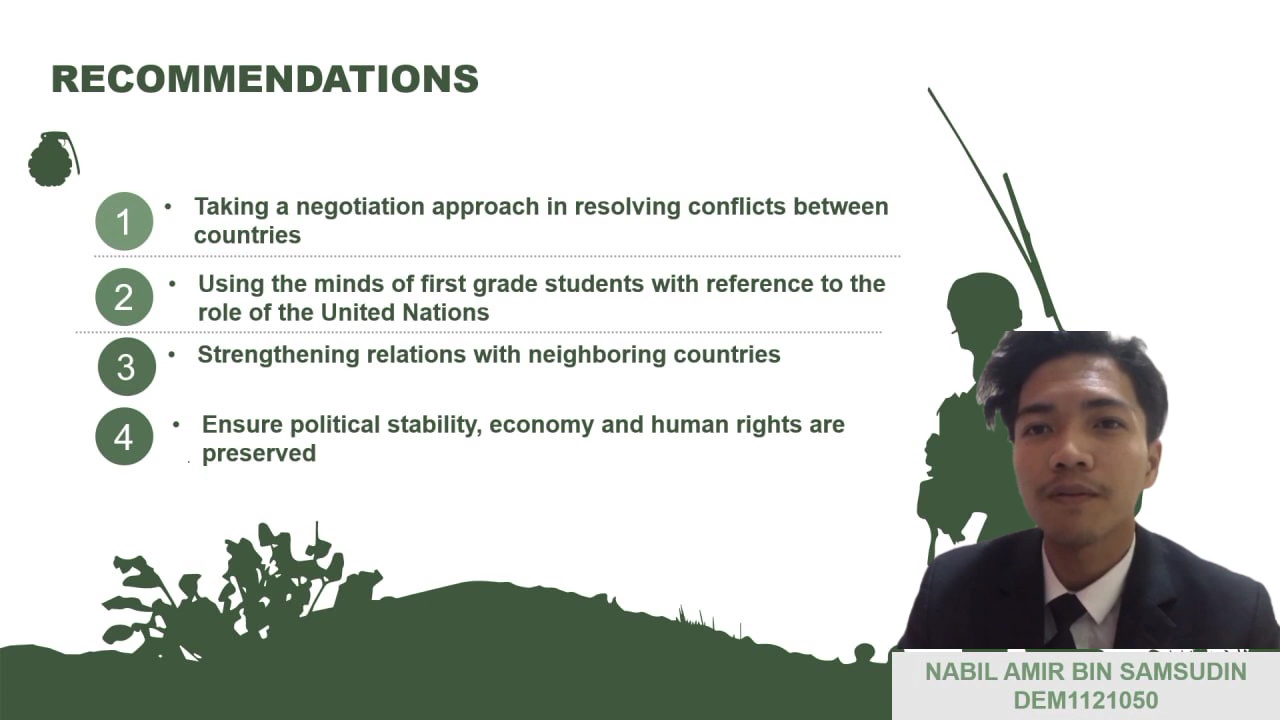 RECOMMENDATIONS
1
• Taking a negotiation approach in resolving conflicts between
countries
2
• Using the minds of first grade students with reference to the
role of the United Nations
3
• Strengthening relations with neighboring countries
4
• Ensure political stability, economy and human rights are
. preserved
NABIL AMIR BIN SAMSUDIN
DEM1121050